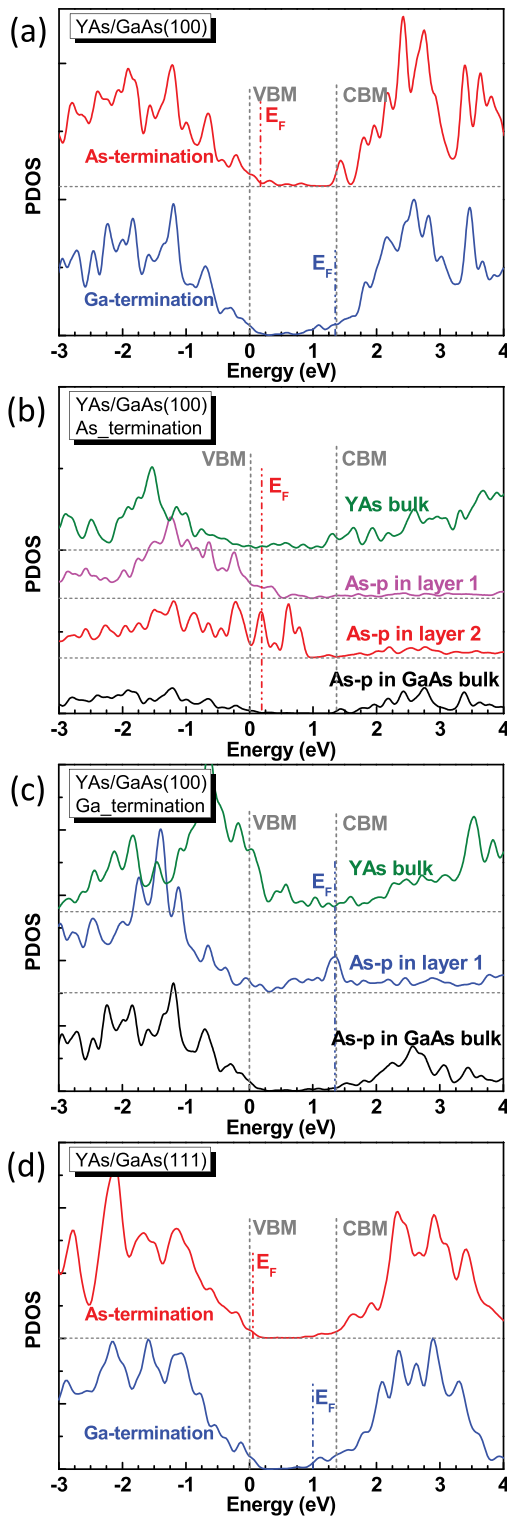 (a)
YAs/GaAs(100)
VBM
CBM
E_F
As-termination
PDOS
E_F
Ga-termination
-3 -2 -1 0 1 2 3 4
Energy (eV)
(b)
YAs/GaAs(100)
As_termination
VBM
CBM
E_F
YAs bulk
As-p in layer 1
PDOS
As-p in layer 2
As-p in GaAs bulk
-3 -2 -1 0 1 2 3 4
Energy (eV)
(c)
YAs/GaAs(100)
Ga_termination
VBM
CBM
YAs bulk
E_F
PDOS
As-p in layer 1
As-p in GaAs bulk
-3 -2 -1 0 1 2 3 4
Energy (eV)
(d)
YAs/GaAs(111)
VBM
CBM
E_F
As-termination
PDOS
E_F
Ga-termination
-3 -2 -1 0 1 2 3 4
Energy (eV)